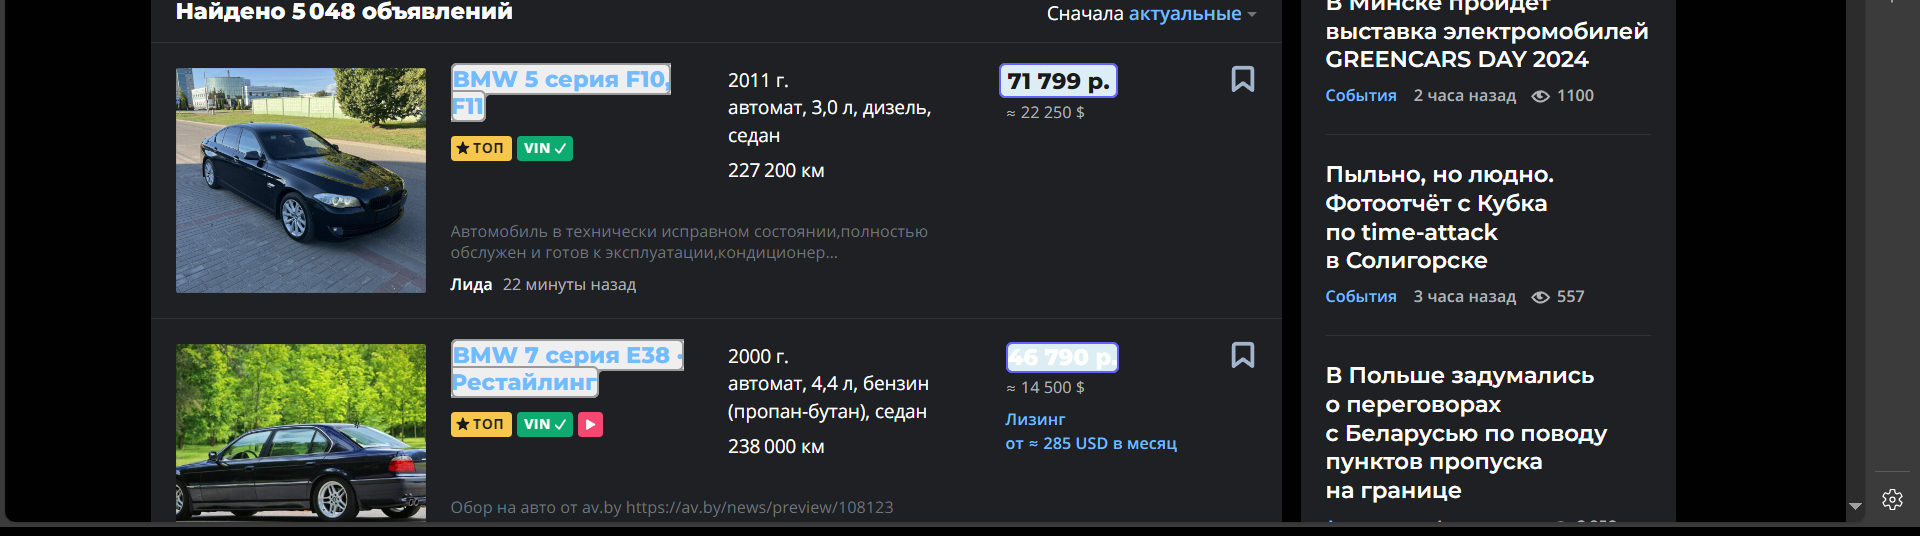 Найдено 5 048 объявлений
Сначала актуальные
BMW 5 серия F10,
F11
ТОП VIN
2011 г.
автомат, 3,0 л, дизель,
седан
227 200 км
71 799 р.
≈ 22 250 $
Автомобиль в технически исправном состоянии,полностью
обслужен и готов к эксплуатации,кондиционер...
Лида 22 минуты назад
BMW 7 серия E38 ·
Рестайлинг
ТОП VIN
2000 г.
автомат, 4,4 л, бензин
(пропан-бутан), седан
238 000 км
46 790 р.
≈ 14 500 $
Лизинг
от ≈ 285 USD в месяц
Обзор на авто от av.by https://av.by/news/preview/108123
В Минске пройдет
выставка электромобилей
GREENCARS DAY 2024
События 2 часа назад 1100
Пыльно, но людно.
Фотоотчёт с Кубка
по time-attack
в Солигорске
События 3 часа назад 557
В Польше задумались
о переговорах
с Беларусью по поводу
пунктов пропуска
на границе